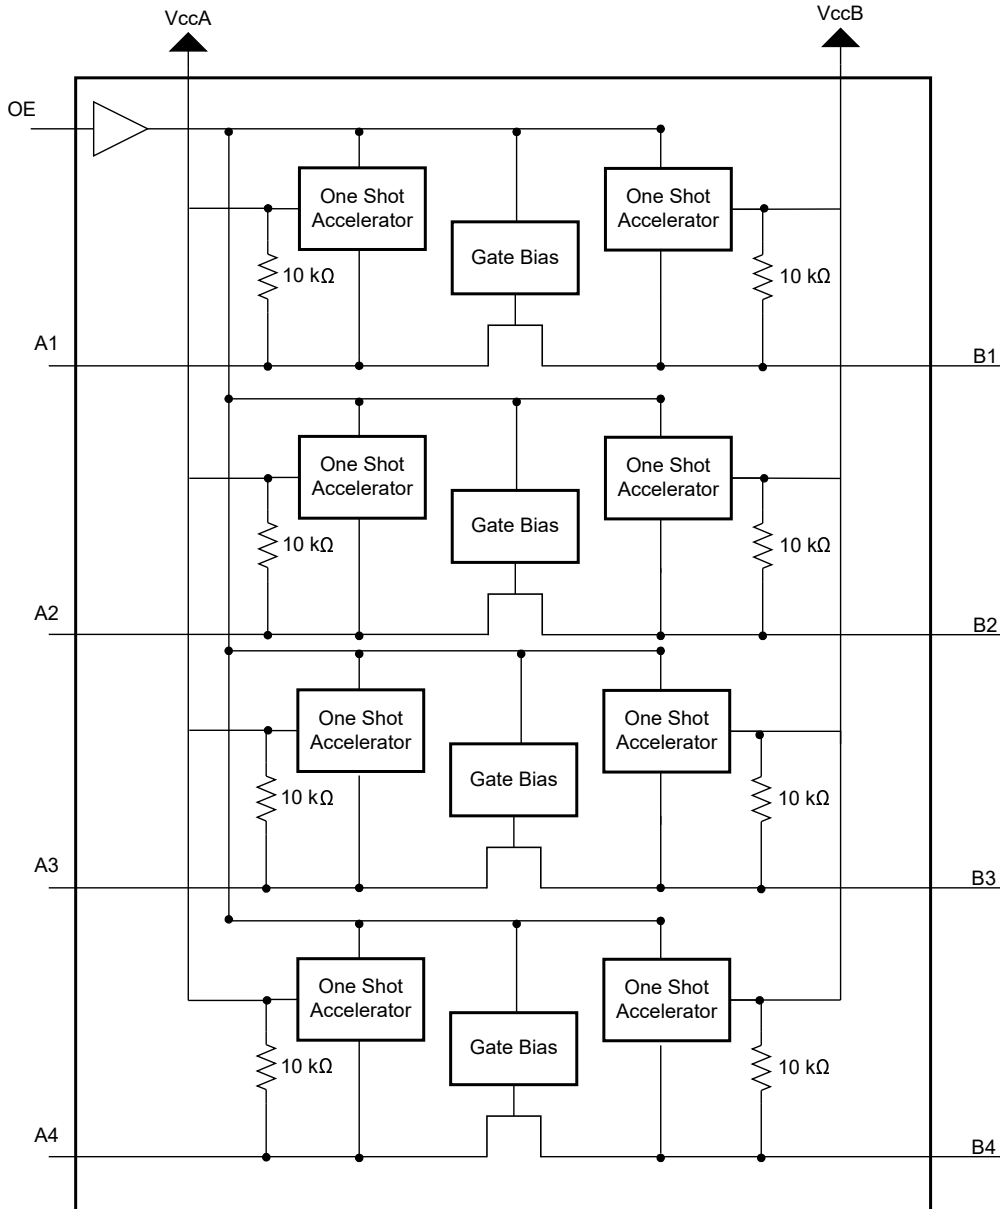 VccA
VccB
OE
One Shot
Accelerator
One Shot
Accelerator
Gate Bias
10 kΩ
10 kΩ
A1
B1
One Shot
Accelerator
One Shot
Accelerator
Gate Bias
10 kΩ
10 kΩ
A2
B2
One Shot
Accelerator
One Shot
Accelerator
Gate Bias
10 kΩ
10 kΩ
A3
B3
One Shot
Accelerator
One Shot
Accelerator
Gate Bias
10 kΩ
10 kΩ
A4
B4